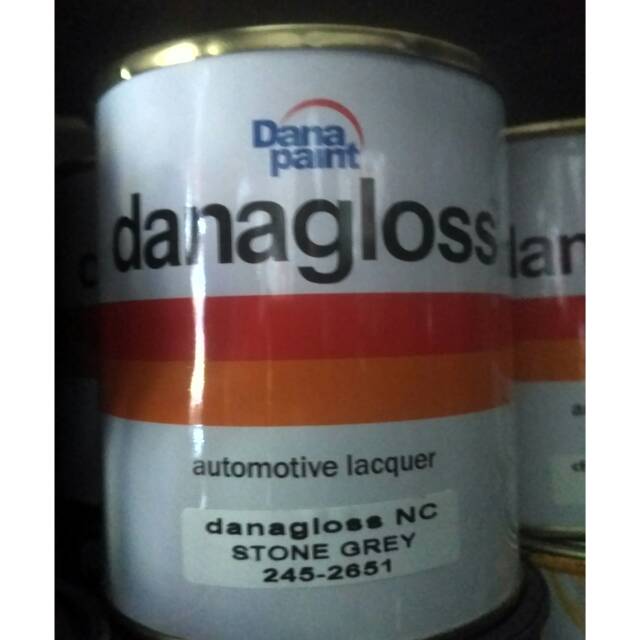 Dana
paint
danagloss
automotive lacquer
danagloss NC
STONE GREY
245-2651